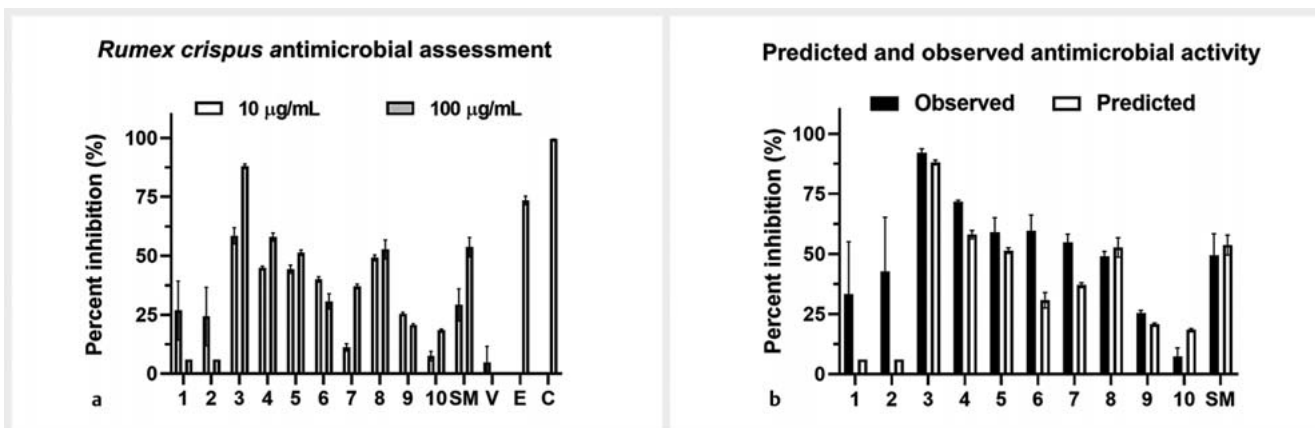 Rumex crispus antimicrobial assessment
10 μg/mL 100 μg/mL
Percent inhibition (%)
100
75
50
25
0
1 2 3 4 5 6 7 8 9 10 SM V E C
a
Predicted and observed antimicrobial activity
Observed Predicted
Percent inhibition (%)
100
75
50
25
0
1 2 3 4 5 6 7 8 9 10 SM
b